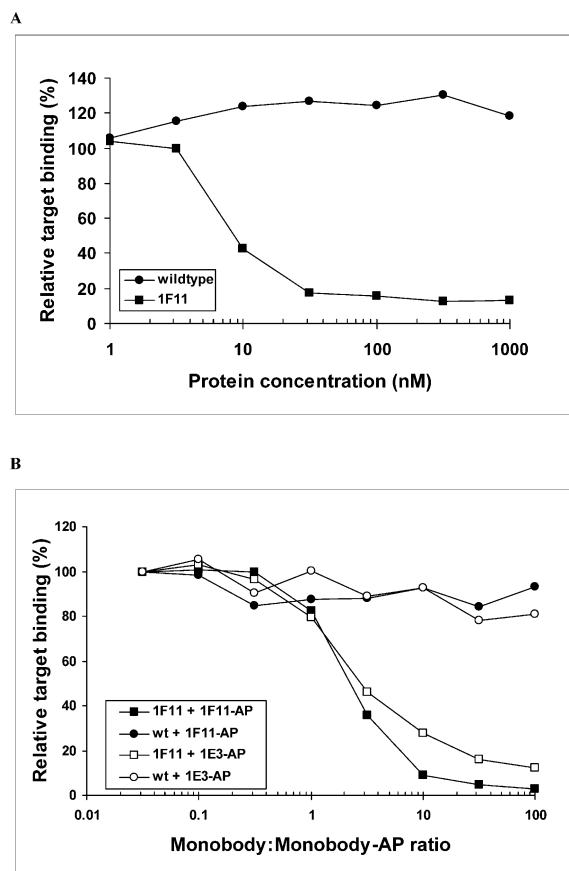 A
140
120
100
80
60
40
20
0
Relative target binding (%)
wildtype
1F11
1 10 100 1000
Protein concentration (nM)
B
120
100
80
60
40
20
0
Relative target binding (%)
1F11 + 1F11-AP
wt + 1F11-AP
1F11 + 1E3-AP
wt + 1E3-AP
0.01 0.1 1 10 100
Monobody:Monobody-AP ratio